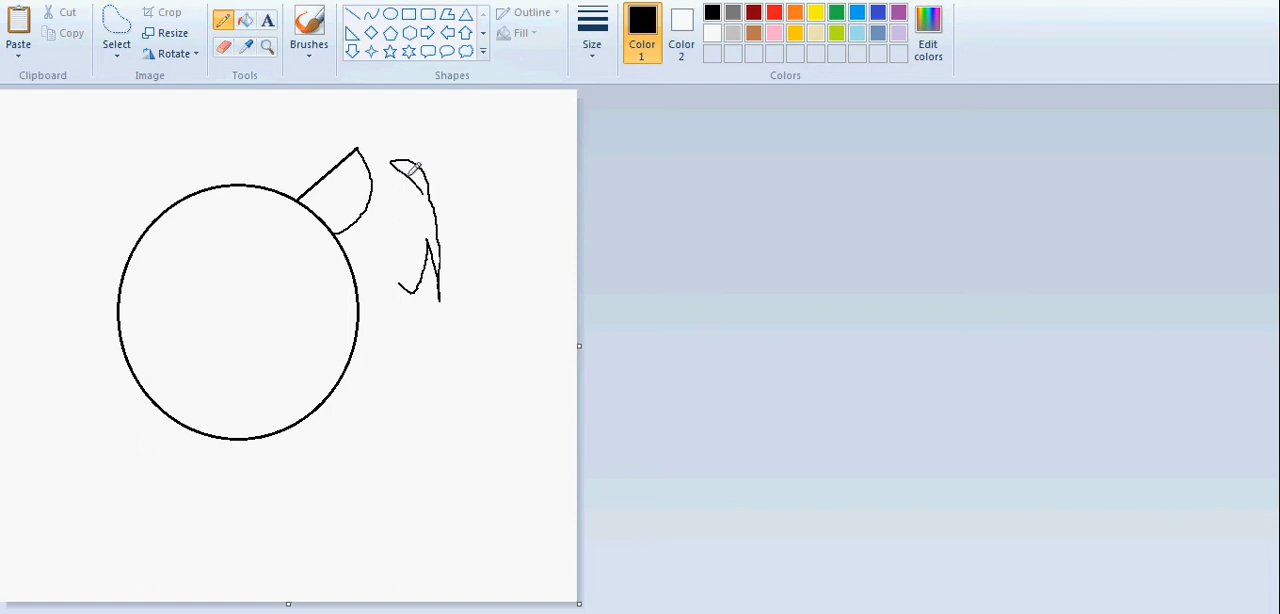 Paste
Cut
Copy
Clipboard
Select
Crop
Resize
Rotate
Image
A
Tools
Brushes
Outline
Fill
Shapes
Size
Color
1
Color
2
Edit
colors
Colors